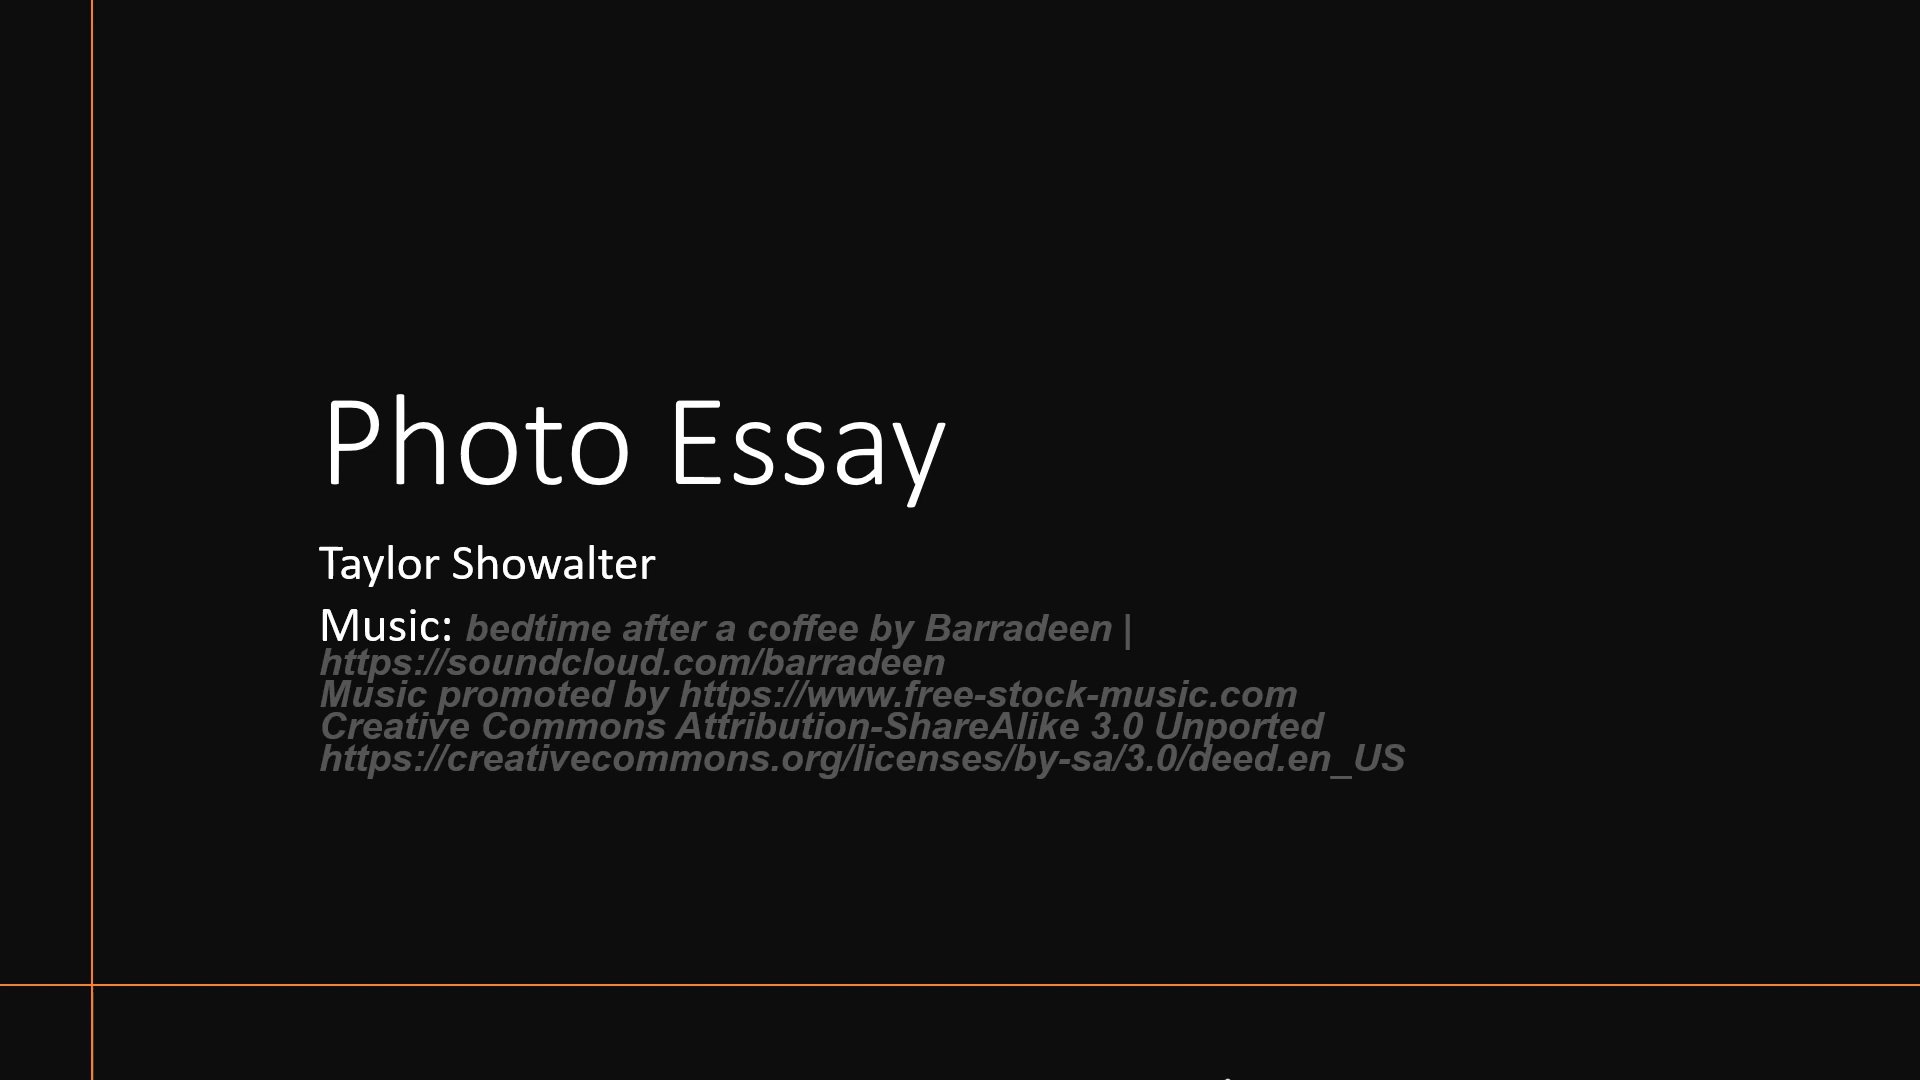 Photo Essay
Taylor Showalter
Music: bedtime after a coffee by Barradeen |
https://soundcloud.com/barradeen
Music promoted by https://www.free-stock-music.com
Creative Commons Attribution-ShareAlike 3.0 Unported
https://creativecommons.org/licenses/by-sa/3.0/deed.en_US